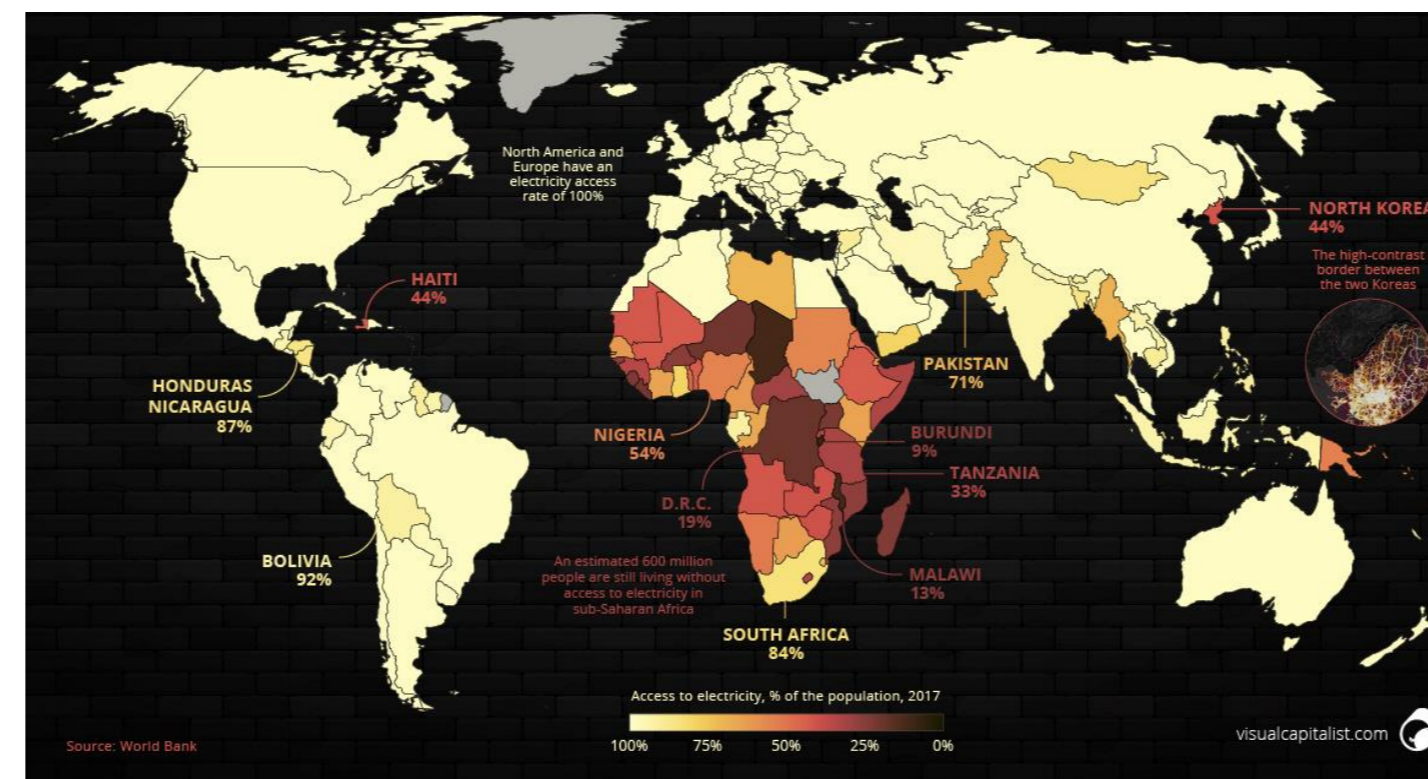 North America and
Europe have an
electricity access
rate of 100%
NORTH KOREA
44%
The high-contrast
border between
the two Koreas
HAITI
44%
HONDURAS
NICARAGUA
87%
PAKISTAN
71%
NIGERIA
54%
BURUNDI
9%
TANZANIA
33%
D.R.C.
19%
BOLIVIA
92%
An estimated 600 million
people are still living without
access to electricity in
sub-Saharan Africa
MALAWI
13%
SOUTH AFRICA
84%
Access to electricity, % of the population, 2017
100% 75% 50% 25% 0%
Source: World Bank
visualcapitalist.com